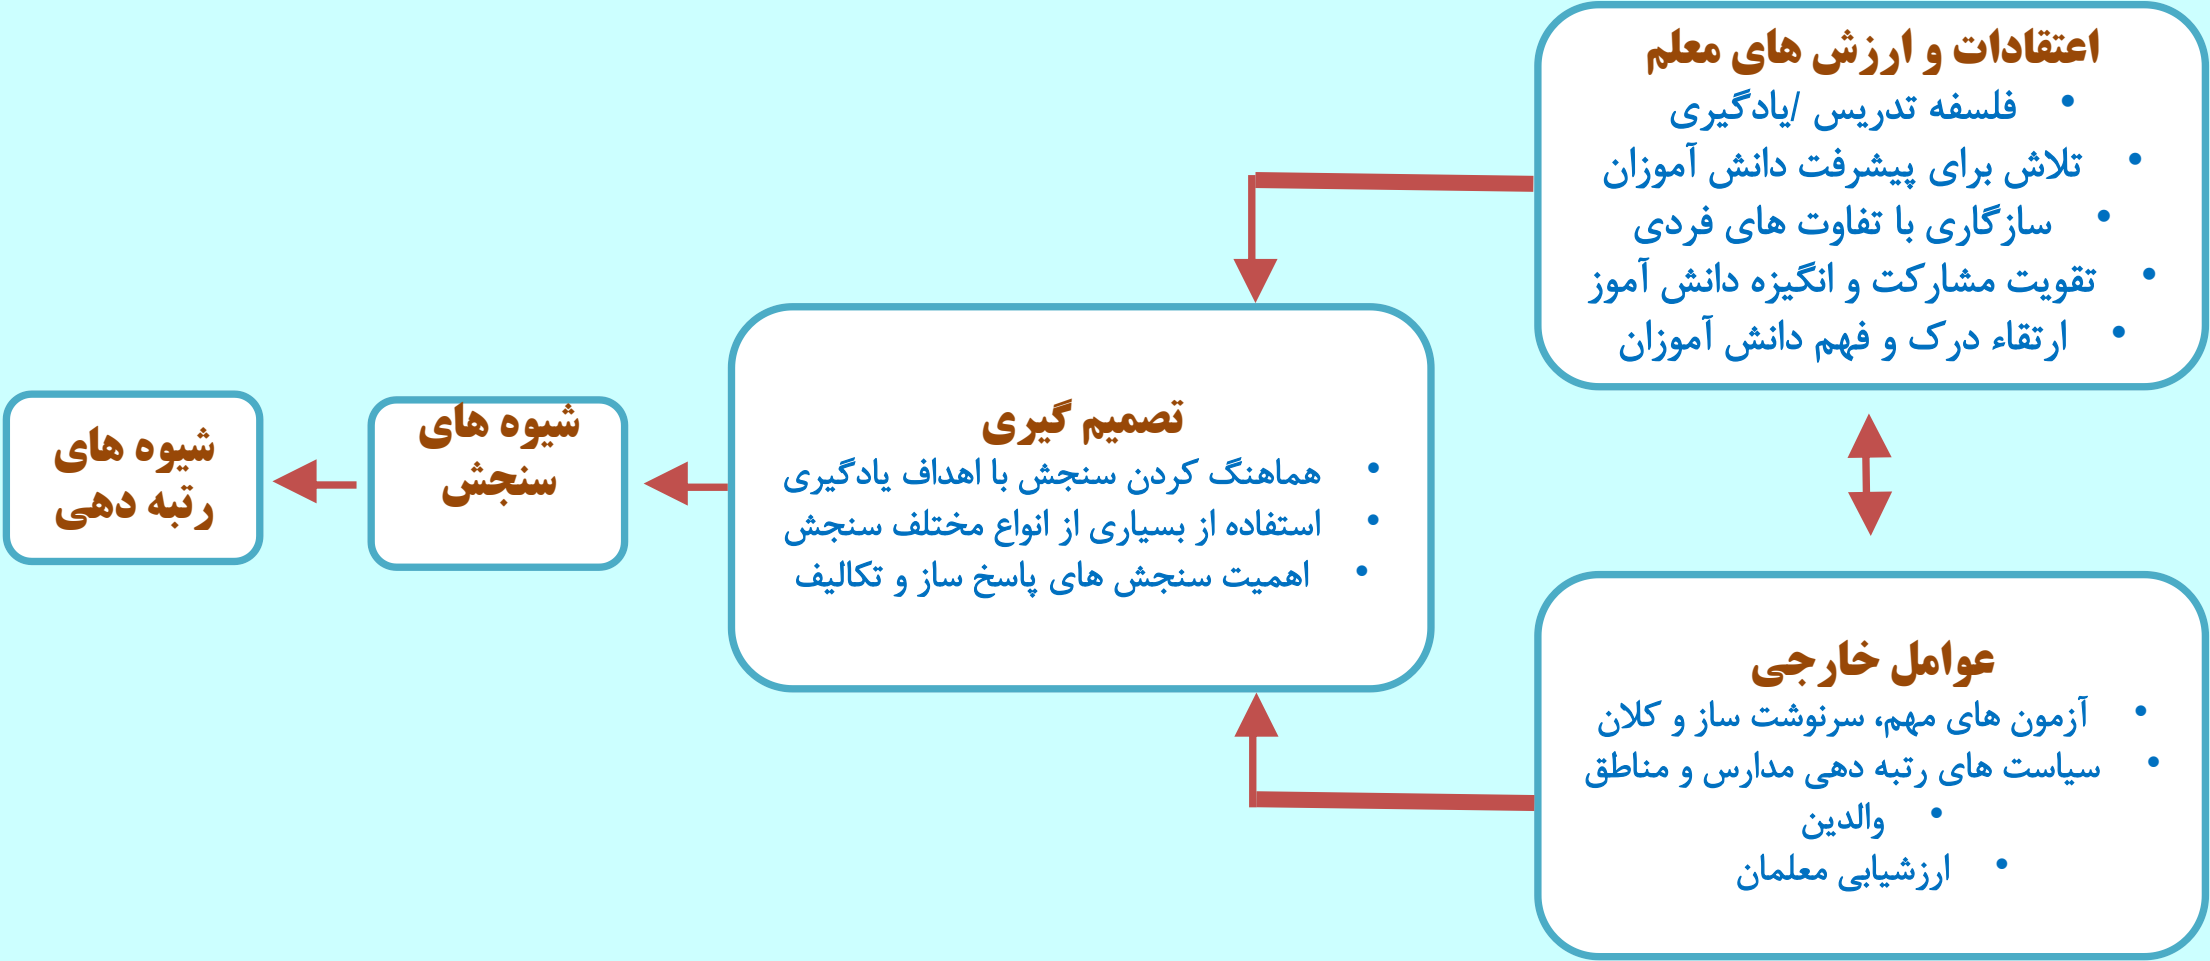 اعتقادات و ارزش های معلم
• فلسفه تدریس /یادگیری
• تلاش برای پیشرفت دانش آموزان
• سازگاری با تفاوت های فردی
• تقویت مشارکت و انگیزه دانش آموز
• ارتقاء درک و فهم دانش آموزان
عوامل خارجی
• آزمون های مهم، سرنوشت ساز و کلان
• سیاست های رتبه دهی مدارس و مناطق
• والدین
• ارزشیابی معلمان
تصمیم گیری
• هماهنگ کردن سنجش با اهداف یادگیری
• استفاده از بسیاری از انواع مختلف سنجش
• اهمیت سنجش های پاسخ ساز و تکالیف
شیوه های
سنجش
شیوه های
رتبه دهی